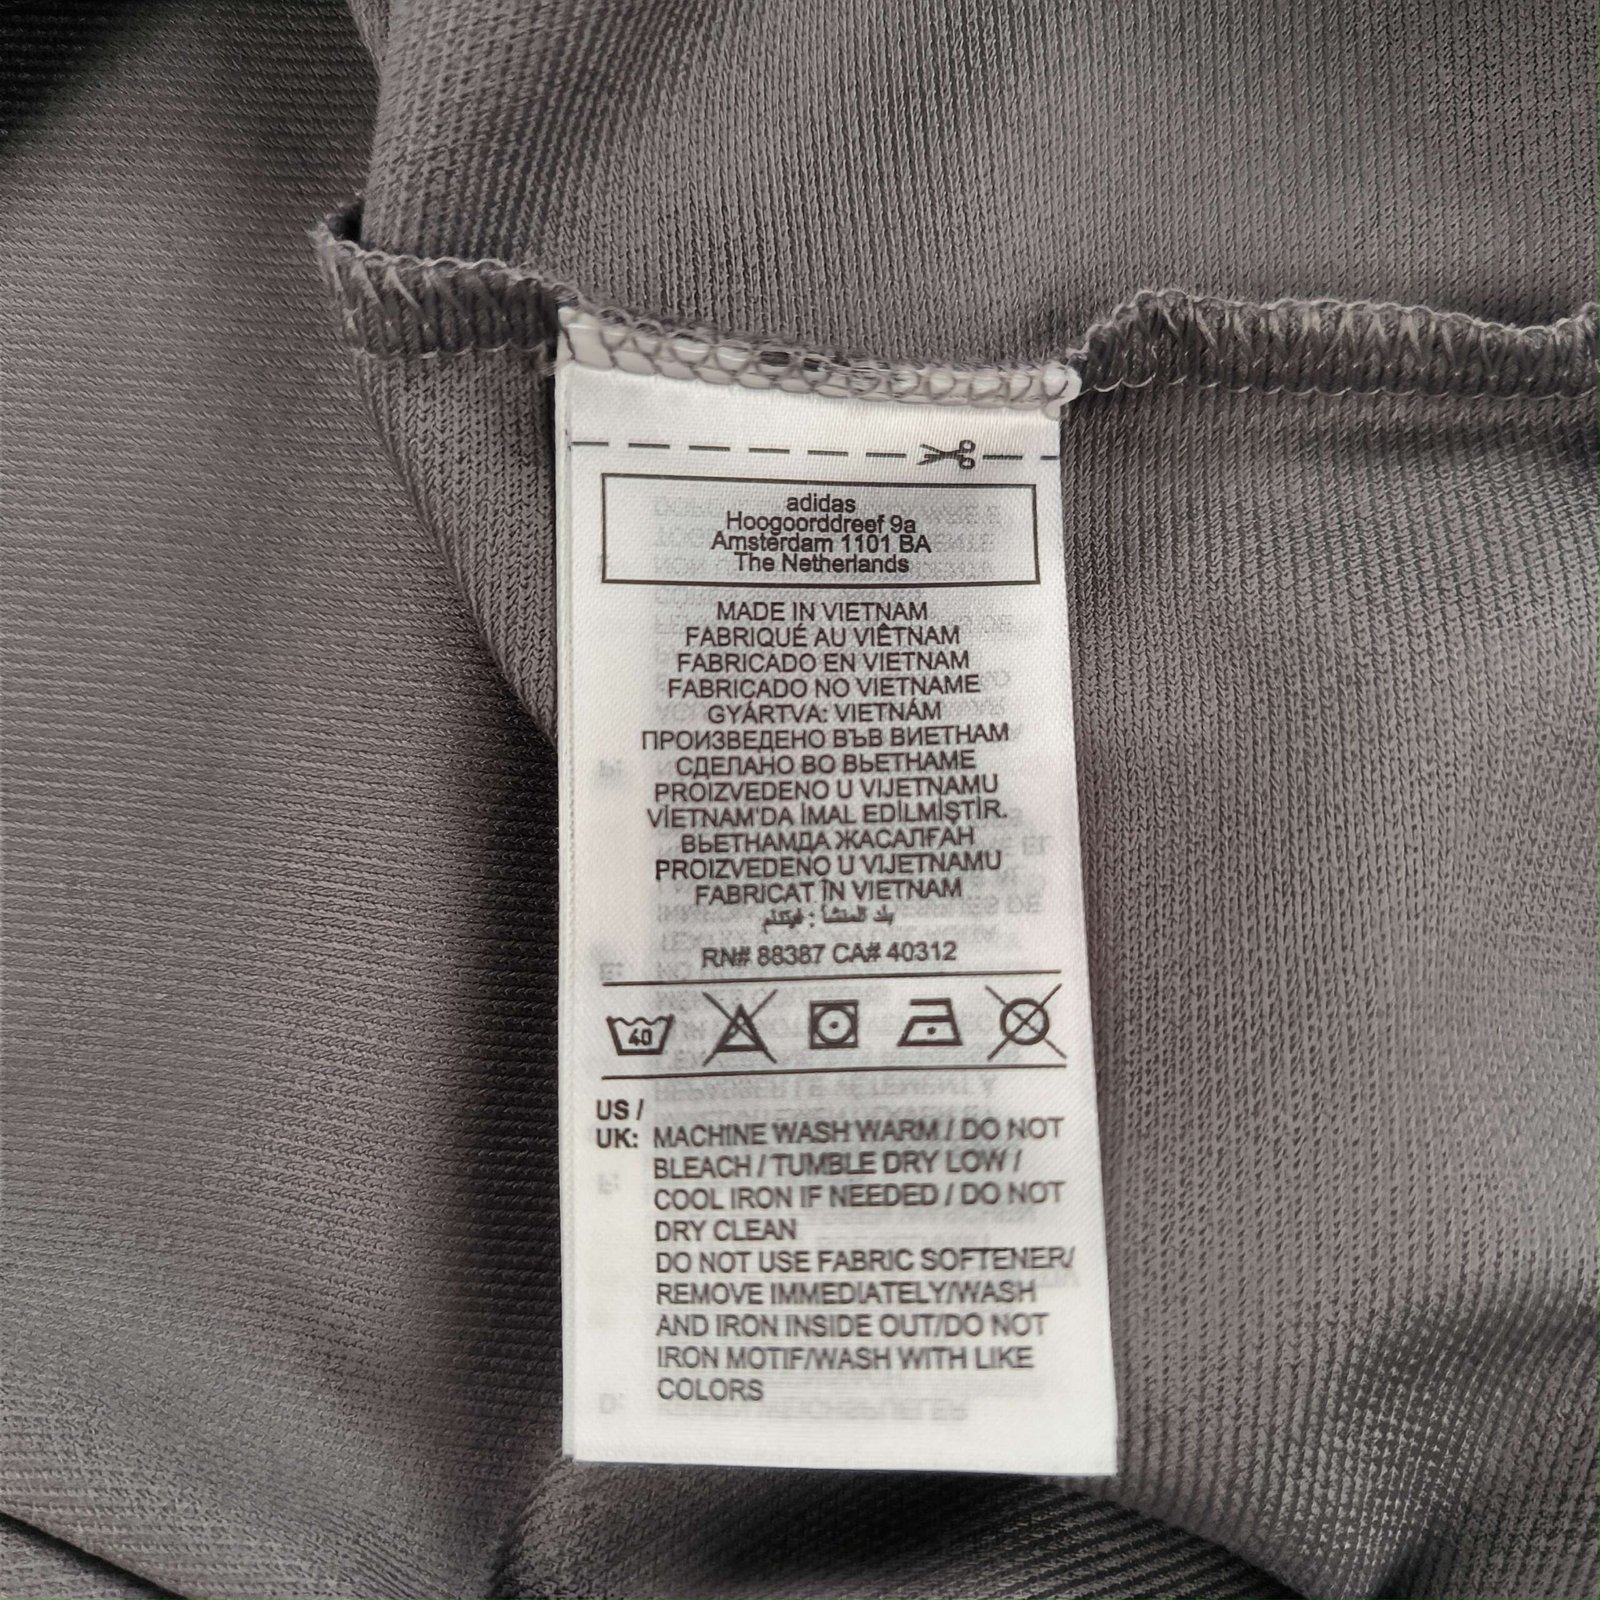 adidas
Hoogoorddreef 9a
Amsterdam 1101 BA
The Netherlands
MADE IN VIETNAM
FABRIQUÉ AU VIÊTNAM
FABRICADO EN VIETNAM
FABRICADO NO VIETNAME
GYÁRTVA: VIETNÁM
ПРОИЗВЕДЕНО ВЪВ ВИЕТНАМ
СДЕЛАНО ВО ВЬЕТНАМЕ
PROIZVEDENO U VIJETNAMU
VİETNAM'DA İMAL EDİLMİŞTİR.
ВЬЕТНАМДА ЖАСАЛҒАН
PROIZVEDENO U VIJETNAMU
FABRICAT ÎN VIETNAM
بلد المنشأ : فيتنام
RN# 88387 CA# 40312
40
US /
UK: MACHINE WASH WARM / DO NOT
BLEACH / TUMBLE DRY LOW /
COOL IRON IF NEEDED / DO NOT
DRY CLEAN
DO NOT USE FABRIC SOFTENER/
REMOVE IMMEDIATELY/WASH
AND IRON INSIDE OUT/DO NOT
IRON MOTIF/WASH WITH LIKE
COLORS